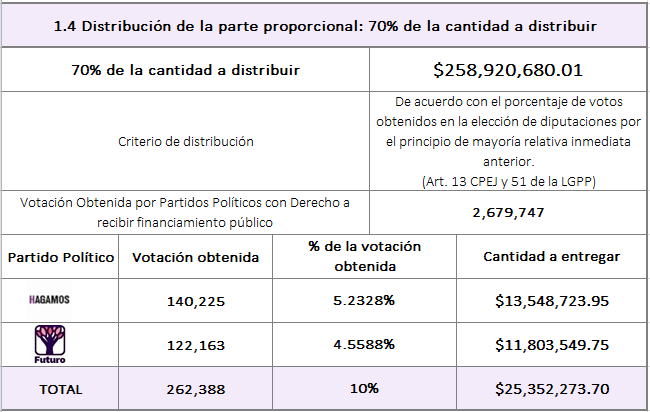 1.4 Distribución de la parte proporcional: 70% de la cantidad a distribuir
70% de la cantidad a distribuir
$258,920,680.01
Criterio de distribución
De acuerdo con el porcentaje de votos
obtenidos en la elección de diputaciones por
el principio de mayoría relativa inmediata
anterior.
(Art. 13 CPEJ y 51 de la LGPP)
Votación Obtenida por Partidos Políticos con Derecho a
recibir financiamiento público
2,679,747
Partido Político
Votación obtenida
% de la votación
obtenida
Cantidad a entregar
HAGAMOS
140,225
5.2328%
$13,548,723.95
Futuro
122,163
4.5588%
$11,803,549.75
TOTAL
262,388
10%
$25,352,273.70